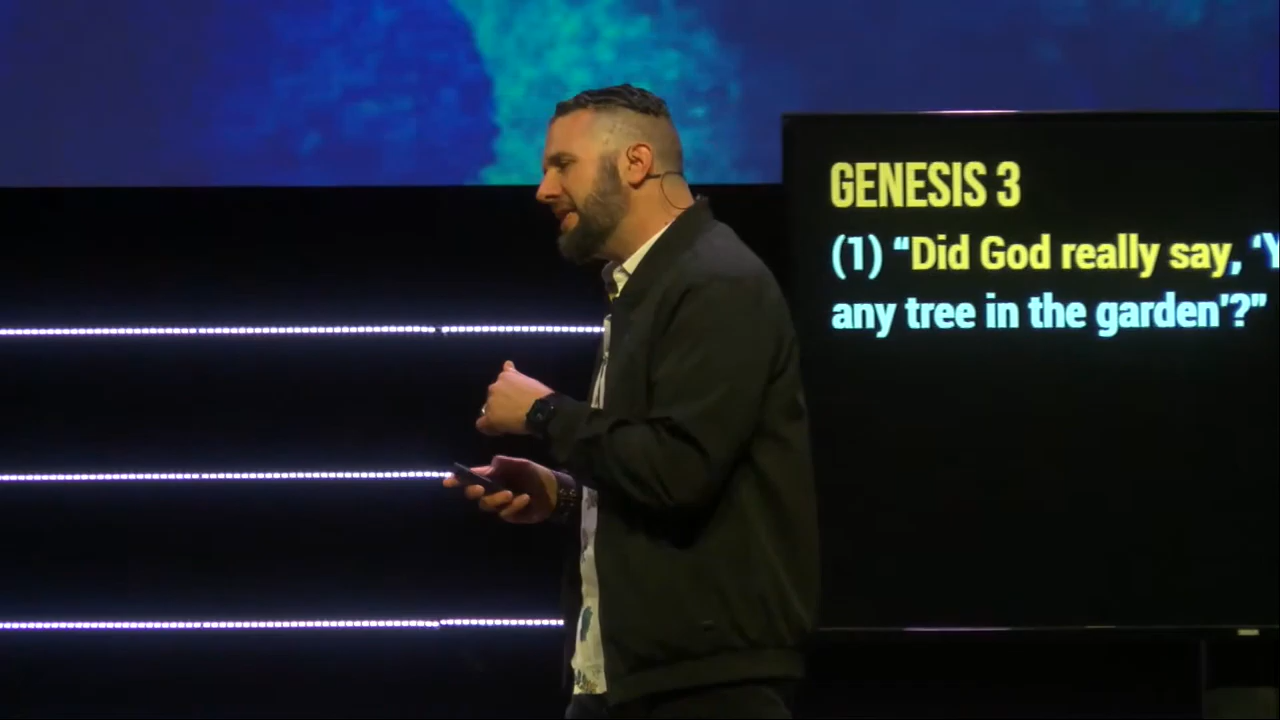 GENESIS 3
(1) “Did God really say, ‘Y
any tree in the garden’?”